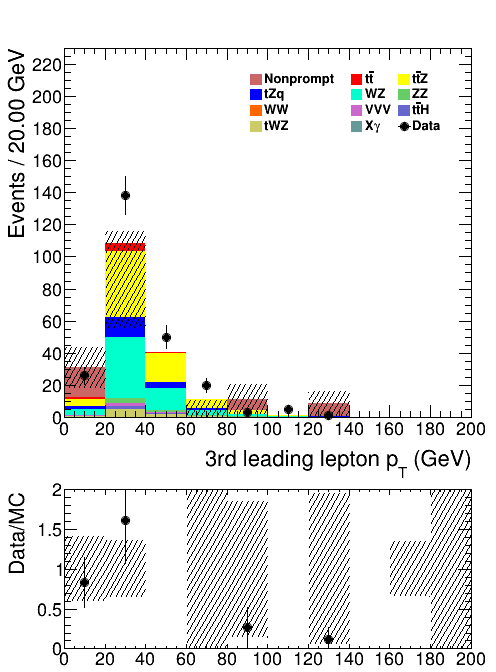 Events / 20.00 GeV
220
200
180
160
140
120
100
80
60
40
20
0
Nonprompt tt̄ tt̄Z
tZq WZ ZZ
WW VVV tt̄H
tWZ Xγ Data
0 20 40 60 80 100 120 140 160 180 200
3rd leading lepton p_T (GeV)
Data/MC
2
1.5
1
0.5
0
0 20 40 60 80 100 120 140 160 180 200